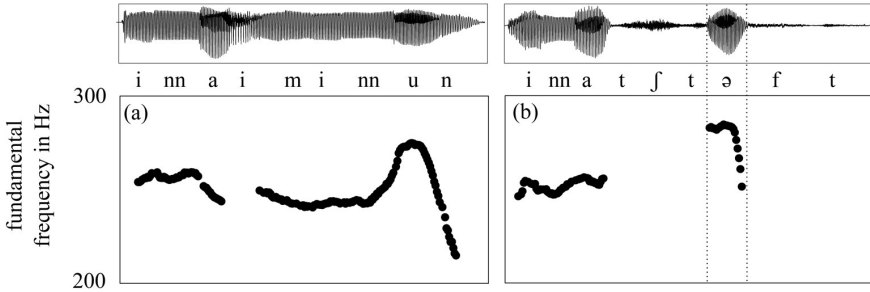 i nn a i m i nn u n
i nn a t ʃ t ə f t
300
(a)
(b)
fundamental
frequency in Hz
200